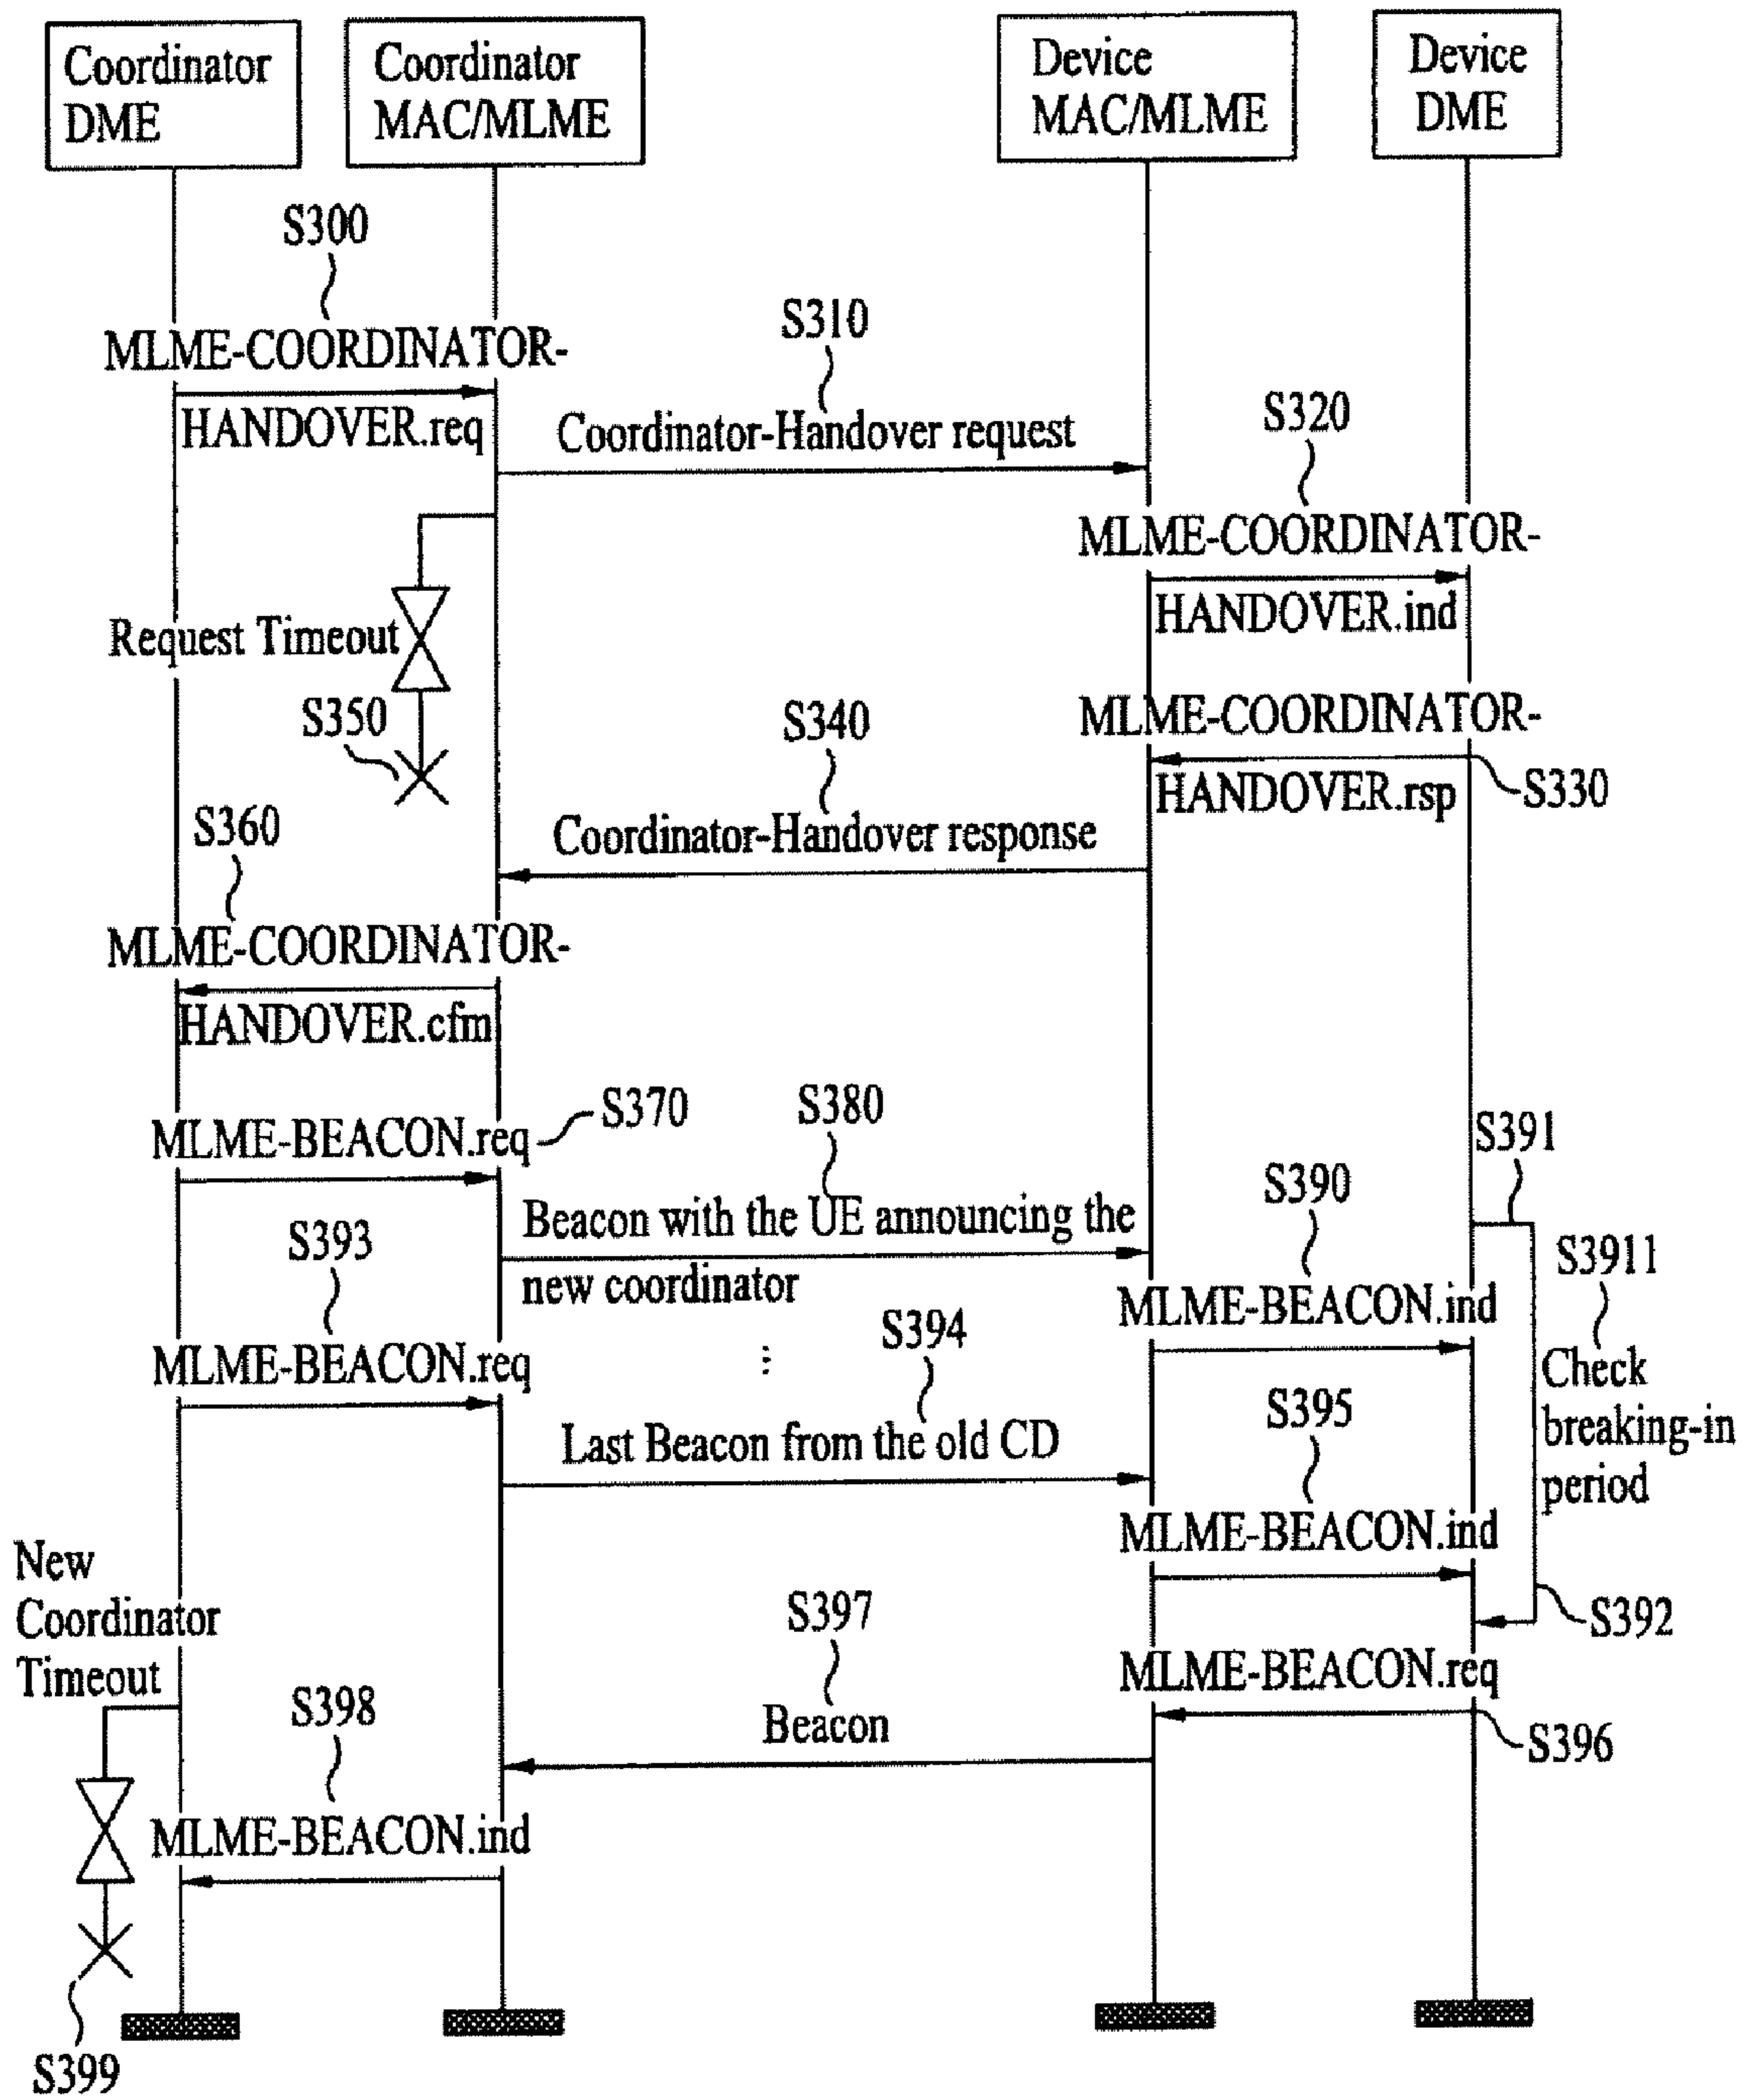 Coordinator
DME
Coordinator
MAC/MLME
Device
MAC/MLME
Device
DME
S300
MLME-COORDINATOR-
HANDOVER.req
S310
Coordinator-Handover request
S320
MLME-COORDINATOR-
HANDOVER.ind
Request Timeout
S350
MLME-COORDINATOR-
HANDOVER.rsp
S330
S340
Coordinator-Handover response
S360
MLME-COORDINATOR-
HANDOVER.cfm
MLME-BEACON.req
S370
S380
Beacon with the UE announcing the
new coordinator
S390
MLME-BEACON.ind
S391
S3911
Check
breaking-in
period
S393
MLME-BEACON.req
S394
Last Beacon from the old CD
S395
MLME-BEACON.ind
S392
New
Coordinator
Timeout
MLME-BEACON.req
S396
S397
Beacon
S398
MLME-BEACON.ind
S399